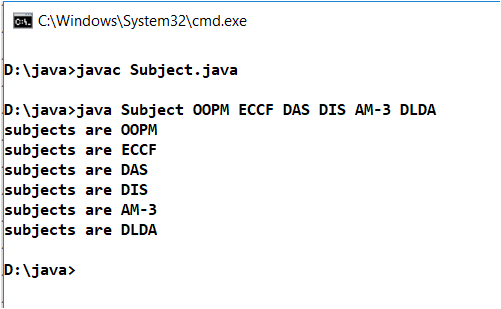 C:\Windows\System32\cmd.exe
D:\java>javac Subject.java
D:\java>java Subject OOPM ECCF DAS DIS AM-3 DLDA
subjects are OOPM
subjects are ECCF
subjects are DAS
subjects are DIS
subjects are AM-3
subjects are DLDA
D:\java>